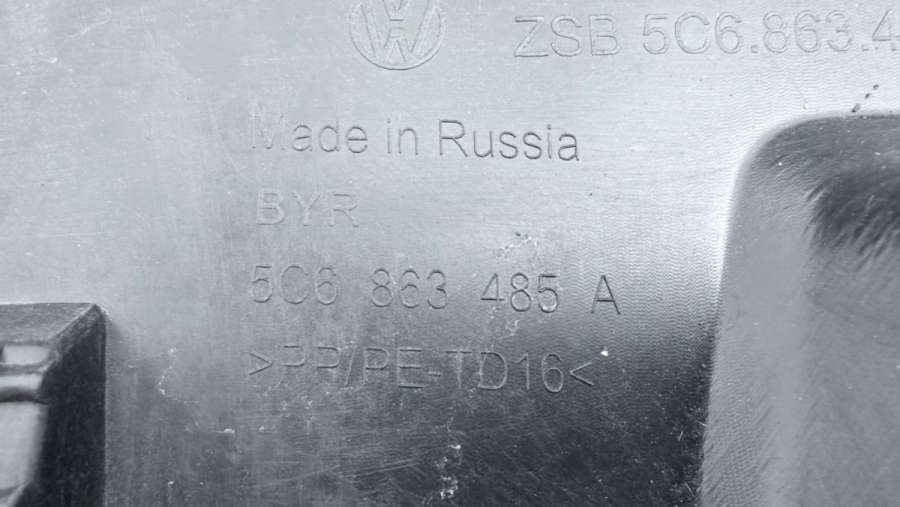 ZSB 5C6.863.4
Made in Russia
BYR
5C6 863 485 A
>PP/PE-TD16<